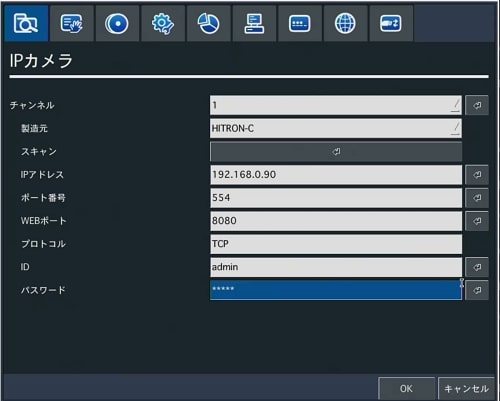 IPカメラ
チャンネル 1
製造元 HITRON-C
スキャン
IPアドレス 192.168.0.90
ポート番号 554
WEBポート 8080
プロトコル TCP
ID admin
パスワード *****
OK キャンセル